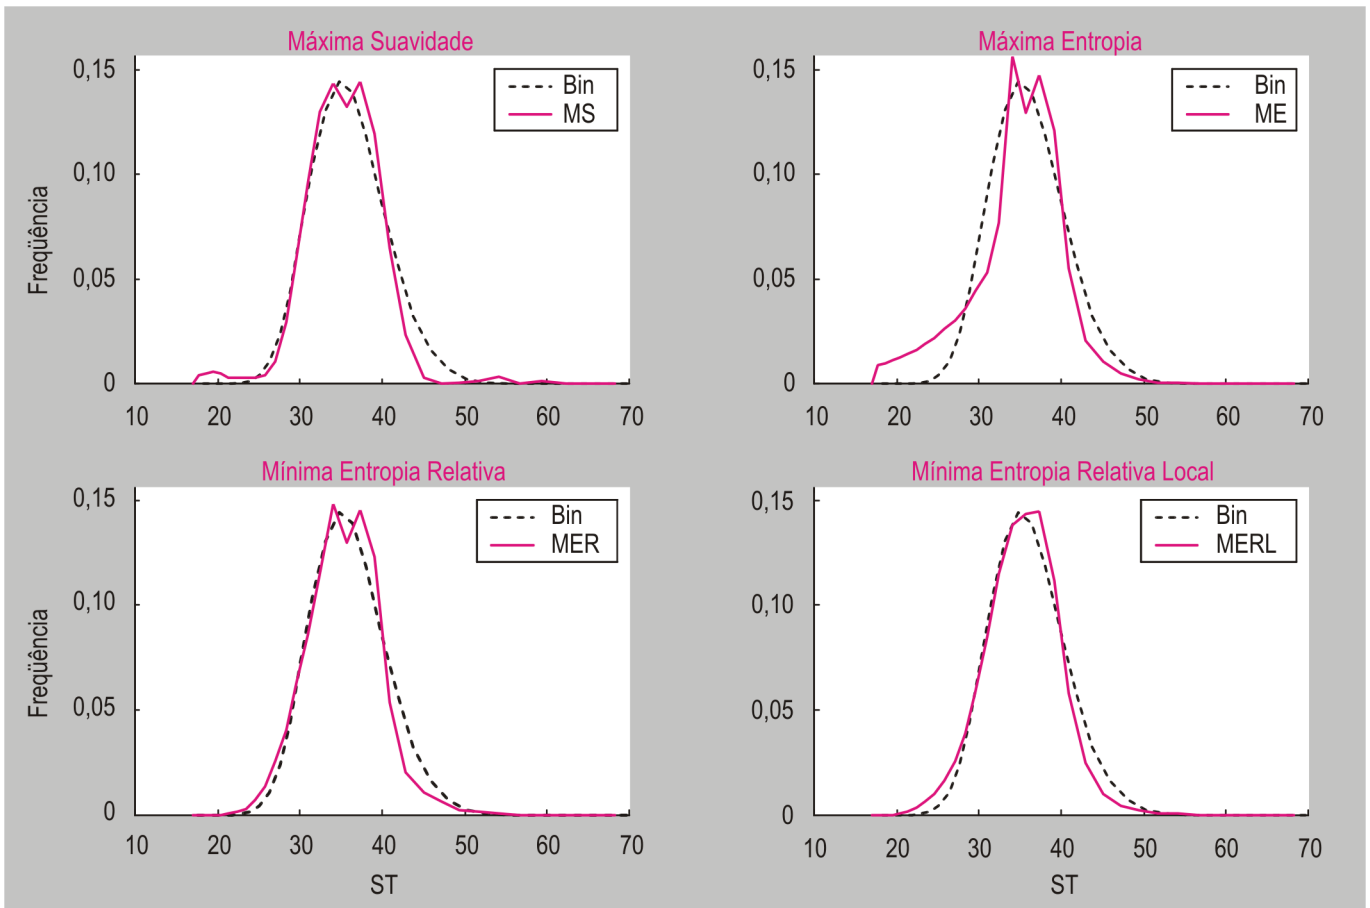 Máxima Suavidade
Freqüência
0,15
0,10
0,05
0
10 20 30 40 50 60 70
Bin
MS
Máxima Entropia
0,15
0,10
0,05
0
10 20 30 40 50 60 70
Bin
ME
Mínima Entropia Relativa
Freqüência
0,15
0,10
0,05
0
10 20 30 40 50 60 70
ST
Bin
MER
Mínima Entropia Relativa Local
0,15
0,10
0,05
0
10 20 30 40 50 60 70
ST
Bin
MERL